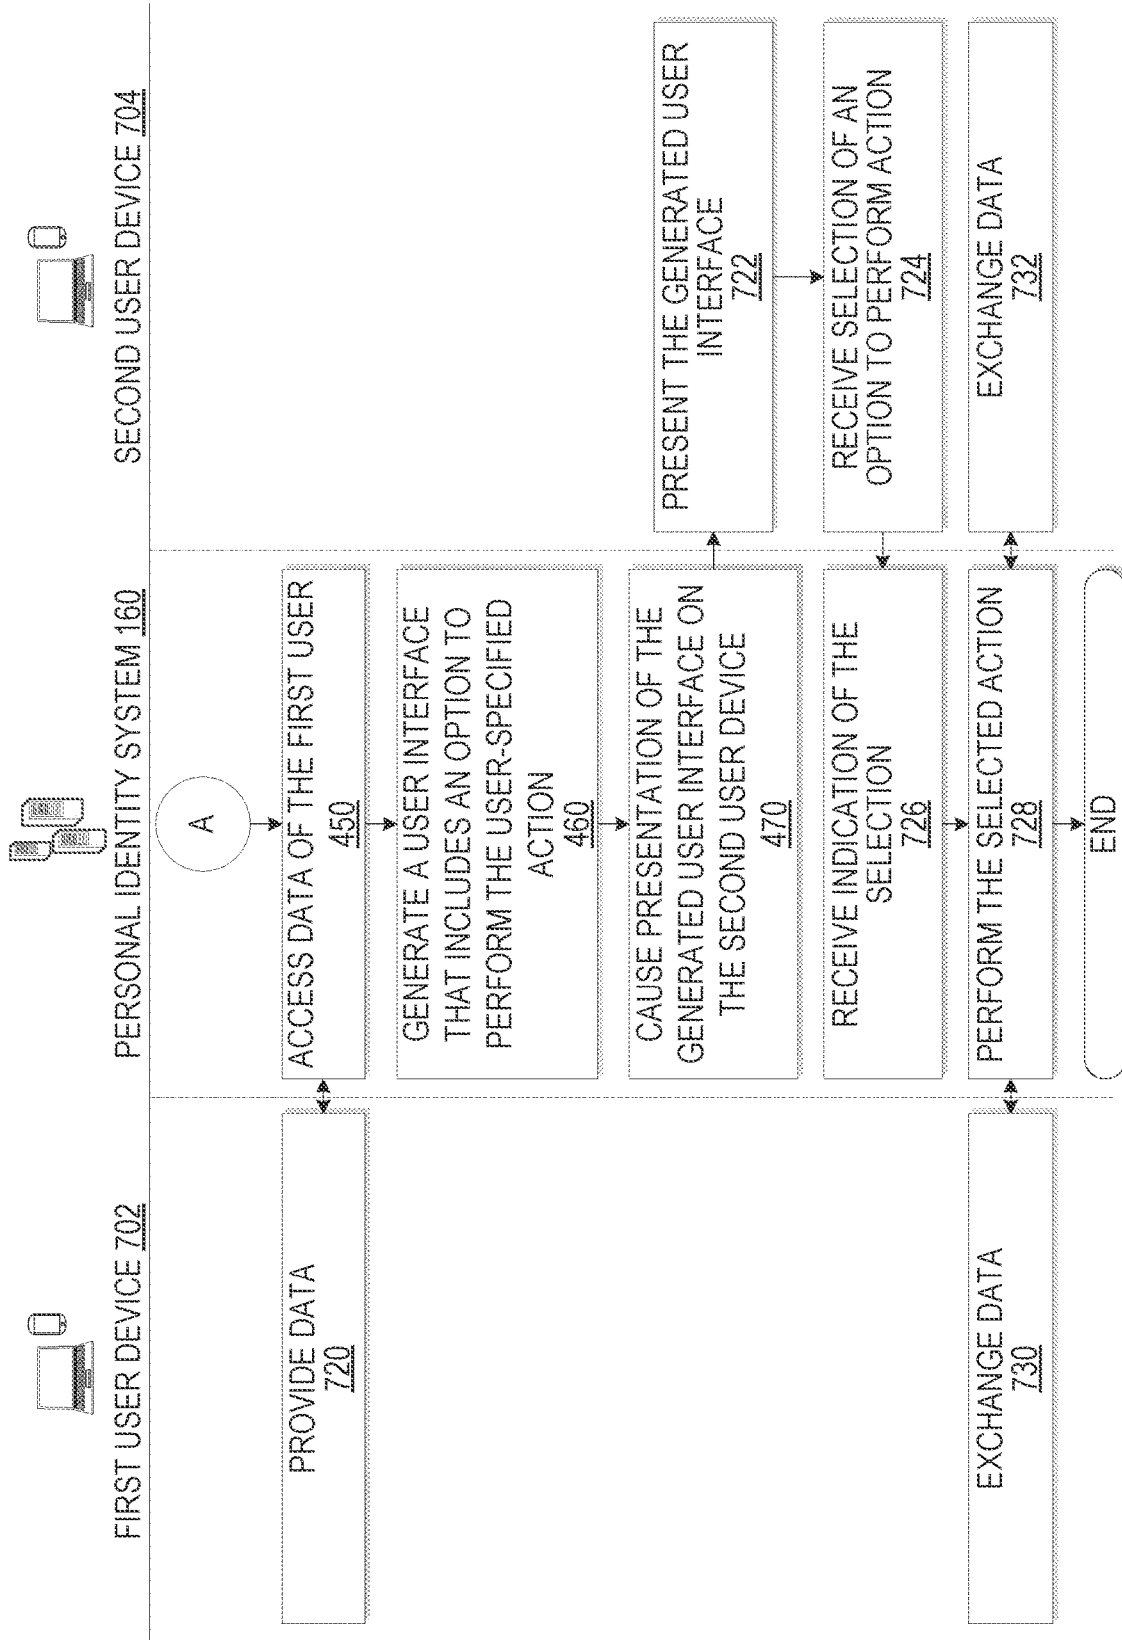 FIRST USER DEVICE 702
PERSONAL IDENTITY SYSTEM 160
SECOND USER DEVICE 704
A
PROVIDE DATA
720
ACCESS DATA OF THE FIRST USER
450
GENERATE A USER INTERFACE
THAT INCLUDES AN OPTION TO
PERFORM THE USER-SPECIFIED
ACTION
460
CAUSE PRESENTATION OF THE
GENERATED USER INTERFACE ON
THE SECOND USER DEVICE
470
PRESENT THE GENERATED USER
INTERFACE
722
RECEIVE SELECTION OF AN
OPTION TO PERFORM ACTION
724
RECEIVE INDICATION OF THE
SELECTION
726
EXCHANGE DATA
730
PERFORM THE SELECTED ACTION
728
EXCHANGE DATA
732
END